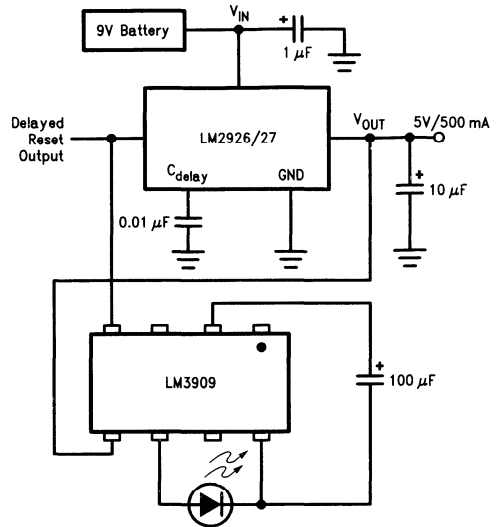 9V Battery
V_IN
+
1 μF
Delayed
Reset
Output
LM2926/27
V_OUT
5V/500 mA
C_delay
GND
+
10 μF
0.01 μF
LM3909
+
100 μF